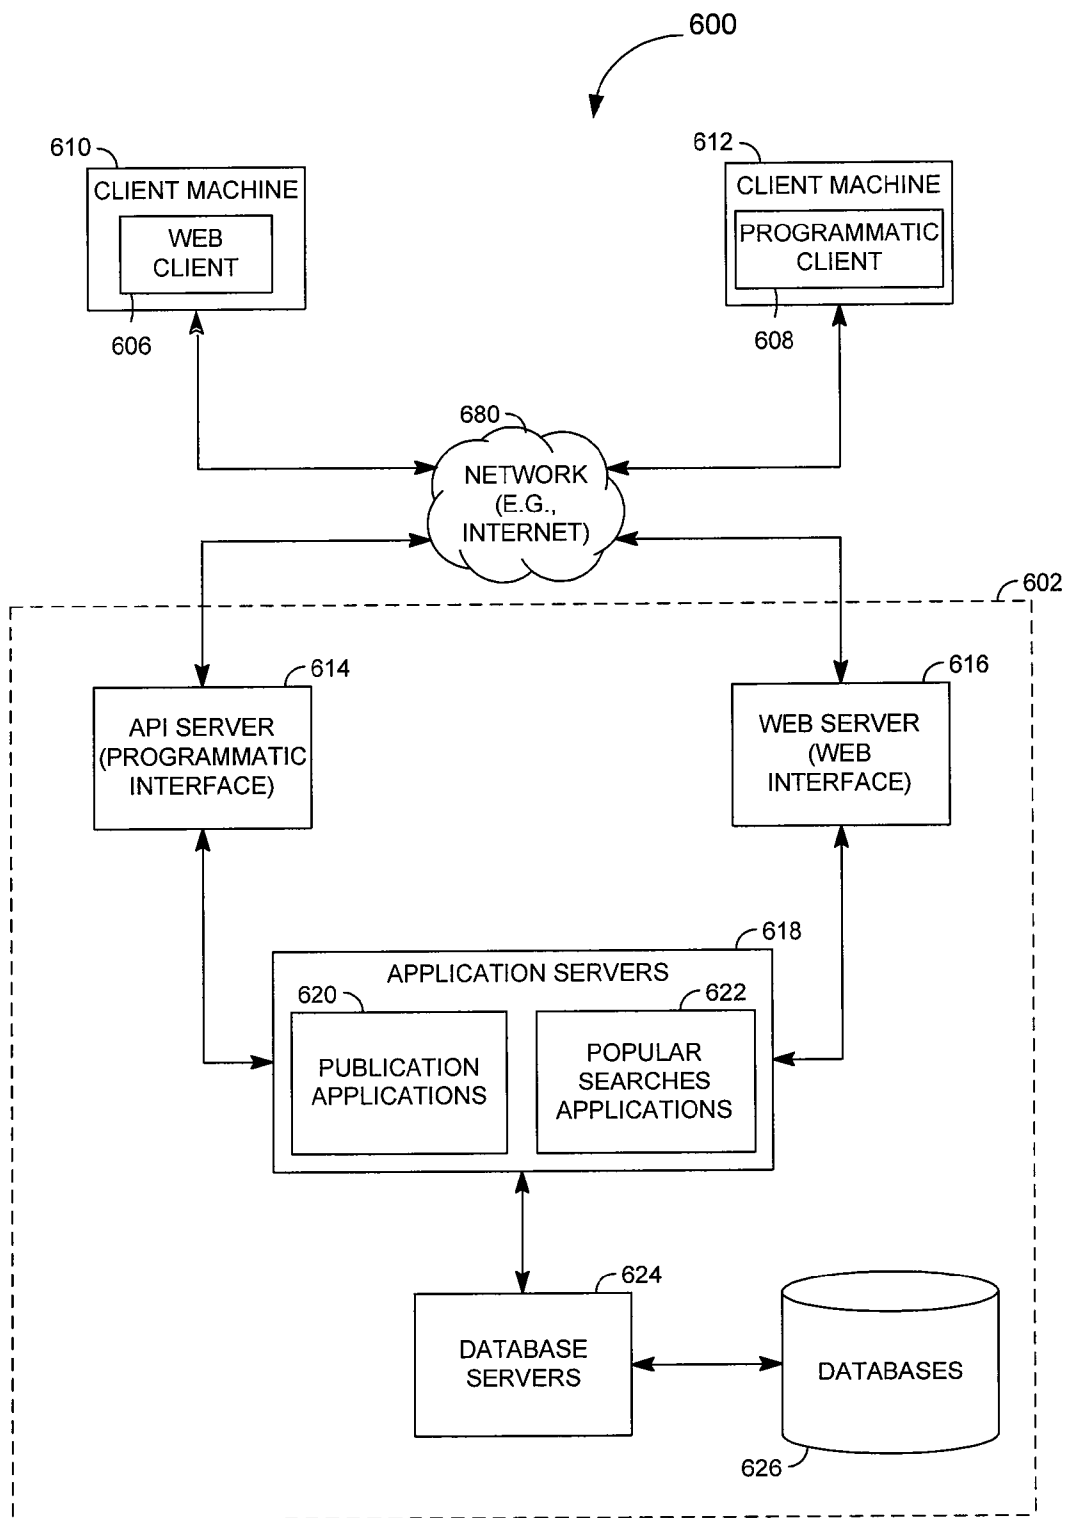 600
610
CLIENT MACHINE
WEB
CLIENT
606
612
CLIENT MACHINE
PROGRAMMATIC
CLIENT
608
680
NETWORK
(E.G.,
INTERNET)
602
614
API SERVER
(PROGRAMMATIC
INTERFACE)
616
WEB SERVER
(WEB
INTERFACE)
618
APPLICATION SERVERS
620
PUBLICATION
APPLICATIONS
622
POPULAR
SEARCHES
APPLICATIONS
624
DATABASE
SERVERS
DATABASES
626